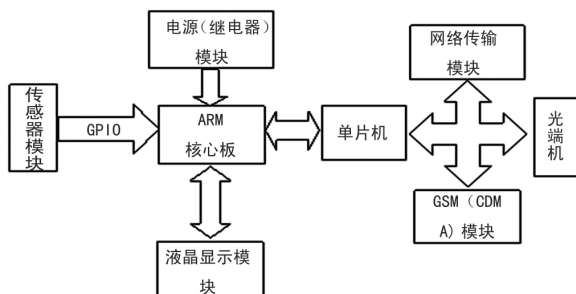 电源（继电器）
模块
网络传输
模块
传感器模块
GPIO
ARM
核心板
单片机
光端机
GSM（CDM
A）模块
液晶显示模
块